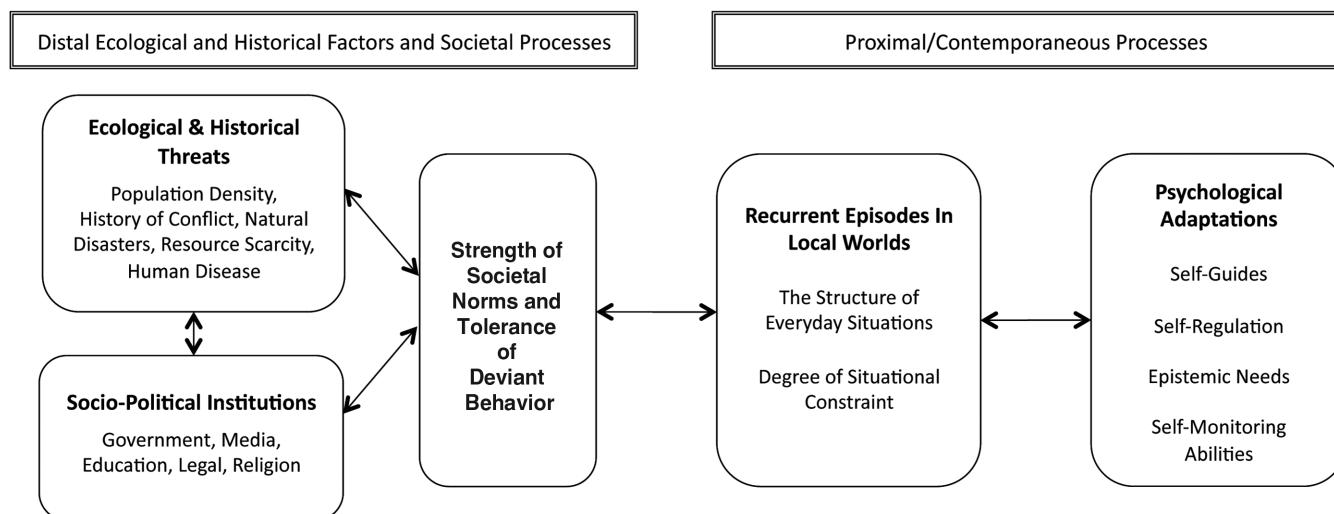 Distal Ecological and Historical Factors and Societal Processes
Proximal/Contemporaneous Processes
Ecological & Historical
Threats
Population Density,
History of Conflict, Natural
Disasters, Resource Scarcity,
Human Disease
Socio-Political Institutions
Government, Media,
Education, Legal, Religion
Strength of
Societal
Norms and
Tolerance
of
Deviant
Behavior
Recurrent Episodes In
Local Worlds
The Structure of
Everyday Situations
Degree of Situational
Constraint
Psychological
Adaptations
Self-Guides
Self-Regulation
Epistemic Needs
Self-Monitoring
Abilities